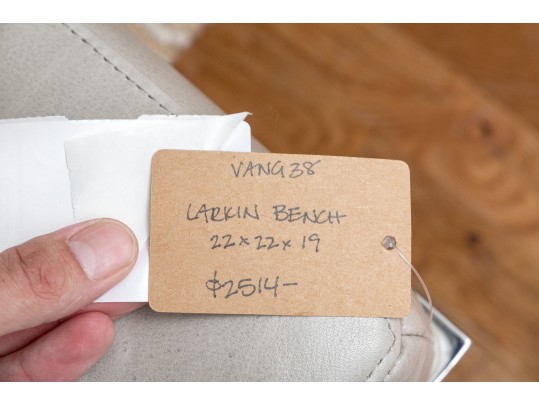 VANG38
LARKIN BENCH
22x22x19
$2514-